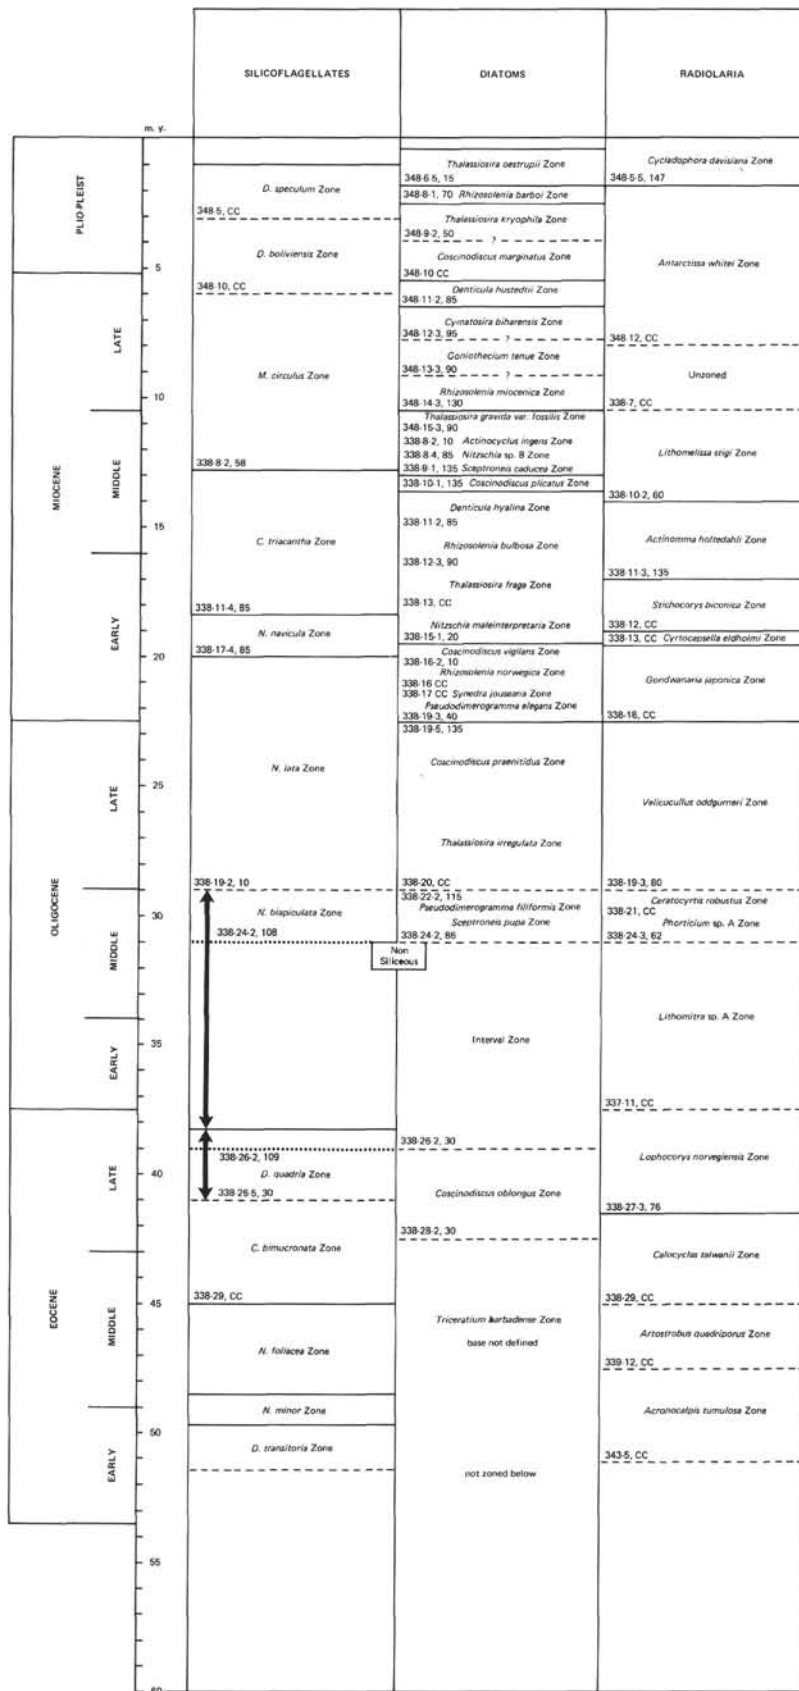 SILICOFLAGELLATES
DIATOMS
RADIOLARIA
m. y.
PLIO-PLEIST
MIOCENE
LATE
MIDDLE
EARLY
OLIGOCENE
LATE
MIDDLE
EARLY
EOCENE
LATE
MIDDLE
EARLY
5
10
15
20
25
30
35
40
45
50
55
60
D. speculum Zone
348-5, CC
D. boliviensis Zone
348-10, CC
M. circulus Zone
338-8-2, 58
C. triacantha Zone
338-11-4, 85
N. navicula Zone
338-17-4, 85
N. lata Zone
338-19-2, 10
N. biapiculata Zone
338-24-2, 108
338-26-2, 109
D. quadria Zone
338-26-5, 30
C. bimucronata Zone
338-29, CC
N. foliacea Zone
N. minor Zone
D. transitoria Zone
Thalassiosira oestrupii Zone
348-6-5, 15
348-8-1, 70 Rhizosolenia barboi Zone
Thalassiosira kryophila Zone
348-9-2, 50
?
Coscinodiscus marginatus Zone
348-10 CC
Denticula hustedtii Zone
348-11-2, 85
Cymatosira biharensis Zone
348-12-3, 95
?
Goniothecium tenue Zone
348-13-3, 90
?
Rhizosolenia miocenica Zone
348-14-3, 130
Thalassiosira gravida var. fossilis Zone
348-15-3, 90
338-8-2, 10 Actinocyclus ingens Zone
338-8-4, 85 Nitzschia sp. 8 Zone
338-9-1, 135 Sceptroneis caducea Zone
338-10-1, 135 Coscinodiscus plicatus Zone
Denticula hyalina Zone
338-11-2, 85
Rhizosolenia bulbosa Zone
338-12-3, 90
Thalassiosira fraga Zone
338-13, CC
Nitzschia maleinterpretaria Zone
338-15-1, 20
Coscinodiscus vigilans Zone
338-16-2, 10
Rhizosolenia norwegica Zone
338-16 CC
338-17 CC Synedra jouseana Zone
Pseudodimerogramma elegans Zone
338-19-3, 40
338-19-5, 135
Coscinodiscus praenitidus Zone
Thalassiosira irregulata Zone
338-20, CC
338-22-2, 115
Pseudodimerogramma filiformis Zone
Sceptroneis pupa Zone
338-24-2, 86
Non
Siliceous
Interval Zone
338-26 2, 30
Coscinodiscus oblongus Zone
338-28-2, 30
Triceratium barbadense Zone
base not defined
not zoned below
Cycladophora davisiana Zone
348-5-5, 147
Antarctissa whitei Zone
348-12, CC
Unzoned
338-7, CC
Lithomelissa stigi Zone
338-10-2, 60
Actinomma holtedahli Zone
338-11-3, 135
Stichocorys biconica Zone
338-12, CC
338-13, CC Cyrtocapsella eldholmi Zone
Gondwanaria japonica Zone
338-18, CC
Velicucullus oddgurneri Zone
338-19-3, 80
Ceratocyrtis robustus Zone
338-21, CC
Phorticium sp. A Zone
338-24-3, 62
Lithomitra sp. A Zone
337-11, CC
Lophocorys norvegiensis Zone
338-27-3, 76
Calocyclas talwanii Zone
338-29, CC
Artostrobus quadriporus Zone
339-12, CC
Acronocalpis tumulosa Zone
343-5, CC